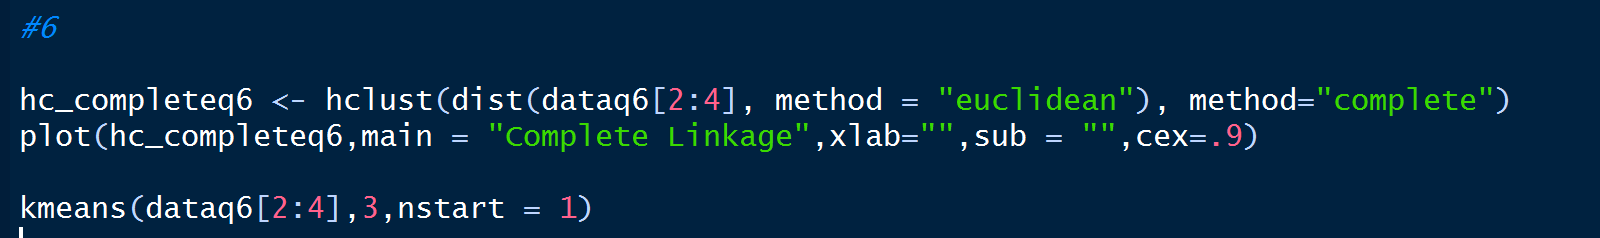 #6
hc_completeq6 <- hclust(dist(dataq6[2:4], method = "euclidean"), method="complete")
plot(hc_completeq6,main = "Complete Linkage",xlab="",sub = "",cex=.9)
kmeans(dataq6[2:4],3,nstart = 1)